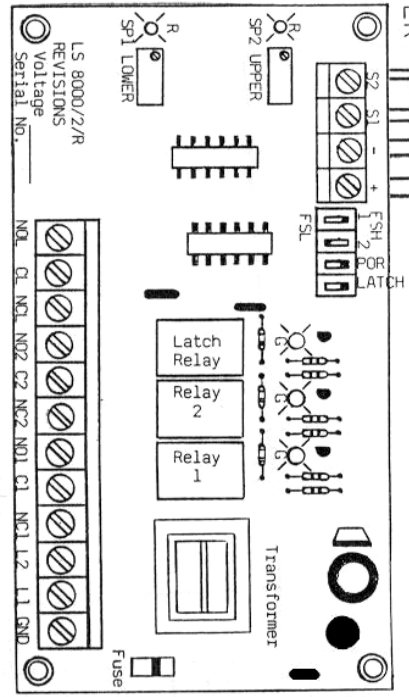 R
SP1 LOWER
R
SP2 UPPER
LS 8000/2/R
REVISIONS
Voltage
Serial No.
S2
S1
-
+
FSH
1
2
FSL
POR
LATCH
NOL
CL
NCL
NO2
C2
NC2
NO1
C1
NC1
L2
L1
GND
Latch
Relay
G
Relay
2
G
Relay
1
G
Transformer
Fuse